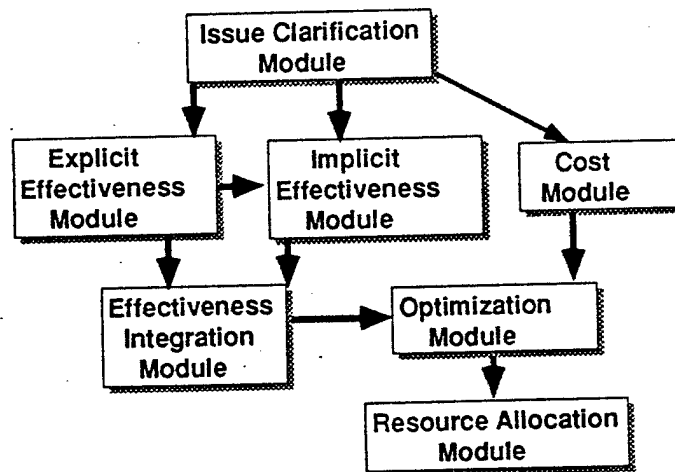 Issue Clarification
Module
Explicit
Effectiveness
Module
Implicit
Effectiveness
Module
Cost
Module
Effectiveness
Integration
Module
Optimization
Module
Resource Allocation
Module